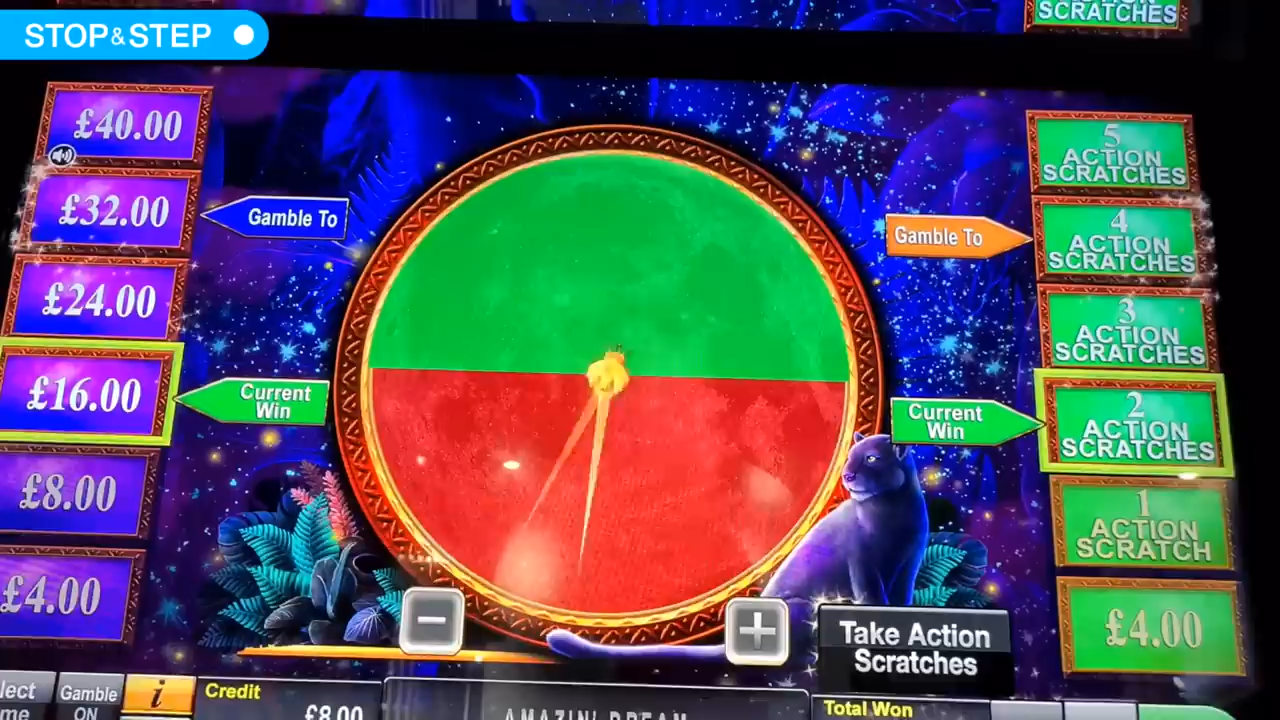 STOP&STEP
SCRATCHES
£40.00
£32.00
£24.00
£16.00
£8.00
£4.00
Gamble To
Current
Win
Gamble To
Current
Win
5
ACTION
SCRATCHES
4
ACTION
SCRATCHES
3
ACTION
SCRATCHES
2
ACTION
SCRATCHES
1
ACTION
SCRATCH
£4.00
Take Action
Scratches
Gamble
ON
i
Credit
£8.00
AMAZIN' DREAM
Total Won